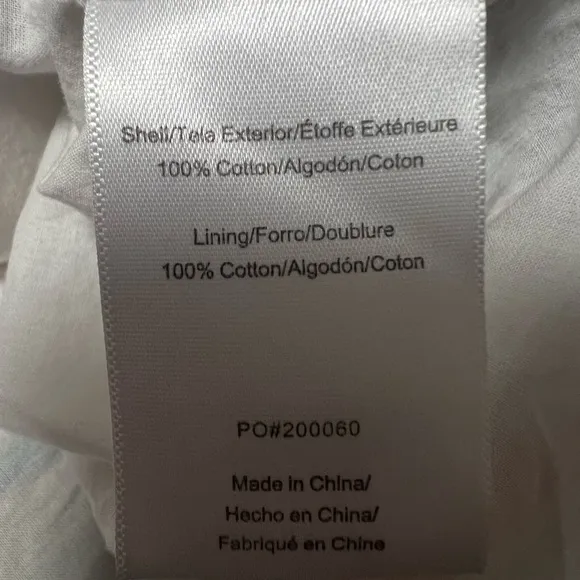 Shell/Tela Exterior/Étoffe Extérieure
100% Cotton/Algodón/Coton
Lining/Forro/Doublure
100% Cotton/Algodón/Coton
PO#200060
Made in China/
Hecho en China/
Fabriqué en Chine